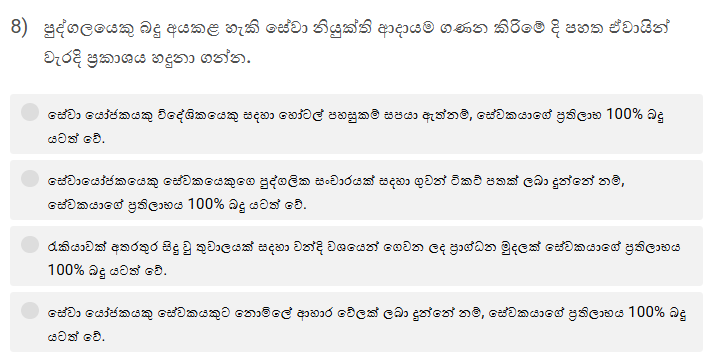 8) පුද්ගලයෙකු බදු අයකළ හැකි සේවා නියුක්ති ආදායම ගණන කිරිමේ දි පහත ඒවායින්
වැරදි ප්‍රකාශය හදුනා ගන්න.
සේවා යෝජකයකු විදේශිකයෙකු සදහා හෝටල් පහසුකම් සපයා ඇත්නම්, සේවකයාගේ ප්‍රතිලාභ 100% බදු
යටත් වේ.
සේවායෝජකයෙකු සේවකයෙකුගෙ පුද්ගලික සංචාරයක් සදහා ගුවන් ටිකට් පතක් ලබා දුන්නේ නම්,
සේවකයාගේ ප්‍රතිලාභය 100% බදු යටත් වේ.
රැකියාවක් අතරතුර සිදු වු තුවාලයක් සදහා වන්දි වශයෙන් ගෙවන ලද ප්‍රාග්ධන මුදලක් සේවකයාගේ ප්‍රතිලාභය
100% බදු යටත් වේ.
සේවා යෝජකයකු සේවකයකුට නොමිලේ ආහාර වේලක් ලබා දුන්නේ නම්, සේවකයාගේ ප්‍රතිලාභය 100% බදු
යටත් වේ.